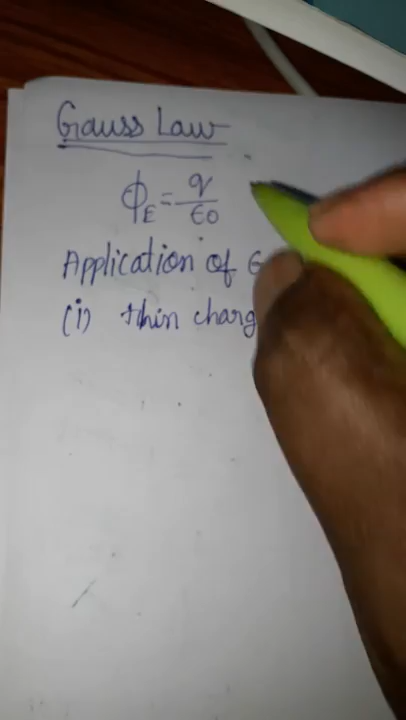 Gauss Law
ϕE = q/ε0
Application of G
(i) thin charg